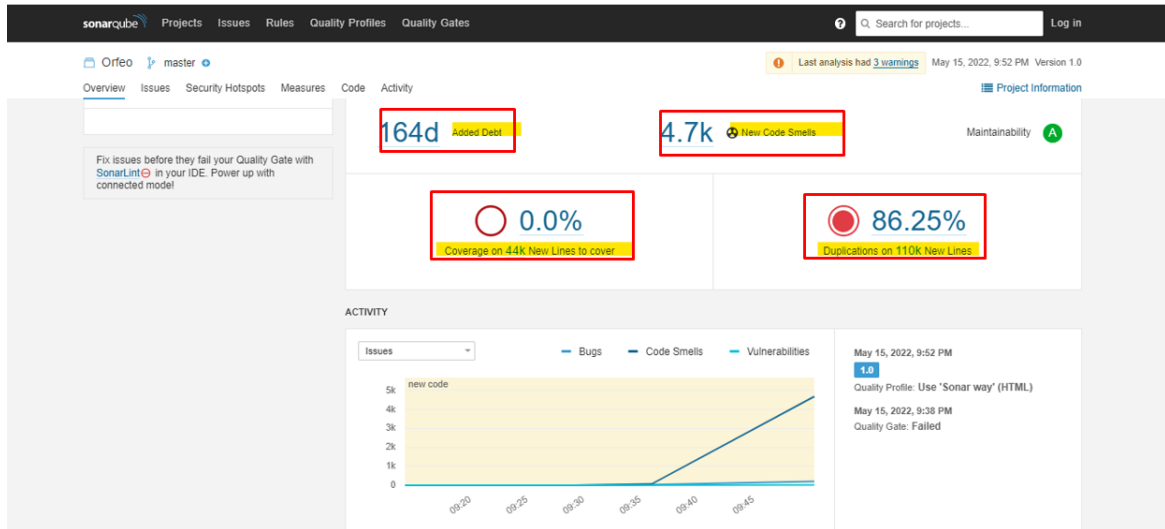 sonarqube Projects Issues Rules Quality Profiles Quality Gates ? Search for projects... Log in
Orfeo master Last analysis had 3 warnings May 15, 2022, 9:52 PM Version 1.0
Overview Issues Security Hotspots Measures Code Activity Project Information
164d Added Debt 4.7k New Code Smells Maintainability A
Fix issues before they fail your Quality Gate with
SonarLint in your IDE. Power up with
connected mode!
0.0% 86.25%
Coverage on 44k New Lines to cover Duplications on 110k New Lines
ACTIVITY
Issues Bugs Code Smells Vulnerabilities
new code
5k
4k
3k
2k
1k
0
09:20 09:25 09:30 09:35 09:40 09:45
May 15, 2022, 9:52 PM
1.0
Quality Profile: Use 'Sonar way' (HTML)
May 15, 2022, 9:38 PM
Quality Gate: Failed